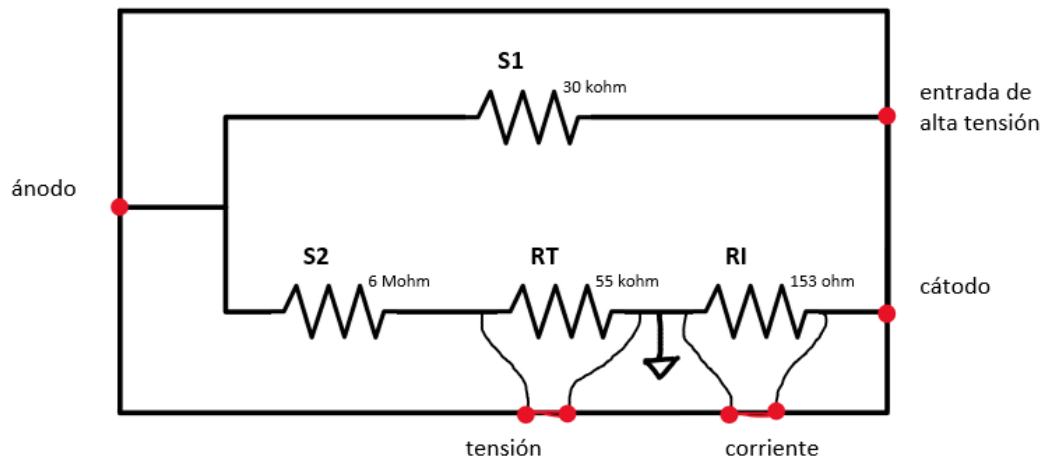 S1
30 kohm
entrada de
alta tensión
ánodo
S2
6 Mohm
RT
55 kohm
RI
153 ohm
cátodo
tensión
corriente